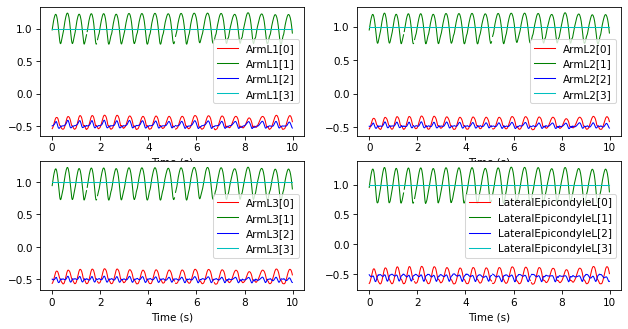 1.0
0.5
0.0
−0.5
ArmL1[0]
ArmL1[1]
ArmL1[2]
ArmL1[3]
0 2 4 6 8 10
Time (s)
1.0
0.5
0.0
−0.5
ArmL2[0]
ArmL2[1]
ArmL2[2]
ArmL2[3]
0 2 4 6 8 10
Time (s)
1.0
0.5
0.0
−0.5
ArmL3[0]
ArmL3[1]
ArmL3[2]
ArmL3[3]
0 2 4 6 8 10
Time (s)
1.0
0.5
0.0
−0.5
LateralEpicondyleL[0]
LateralEpicondyleL[1]
LateralEpicondyleL[2]
LateralEpicondyleL[3]
0 2 4 6 8 10
Time (s)